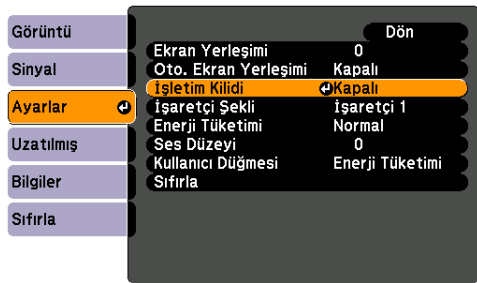 Görüntü
Sinyal
Ayarlar
Uzatılmış
Bilgiler
Sıfırla
Dön
Ekran Yerleşimi 0
Oto. Ekran Yerleşimi Kapalı
İşletim Kilidi Kapalı
İşaretçi Şekli İşaretçi 1
Enerji Tüketimi Normal
Ses Düzeyi 0
Kullanıcı Düğmesi Enerji Tüketimi
Sıfırla